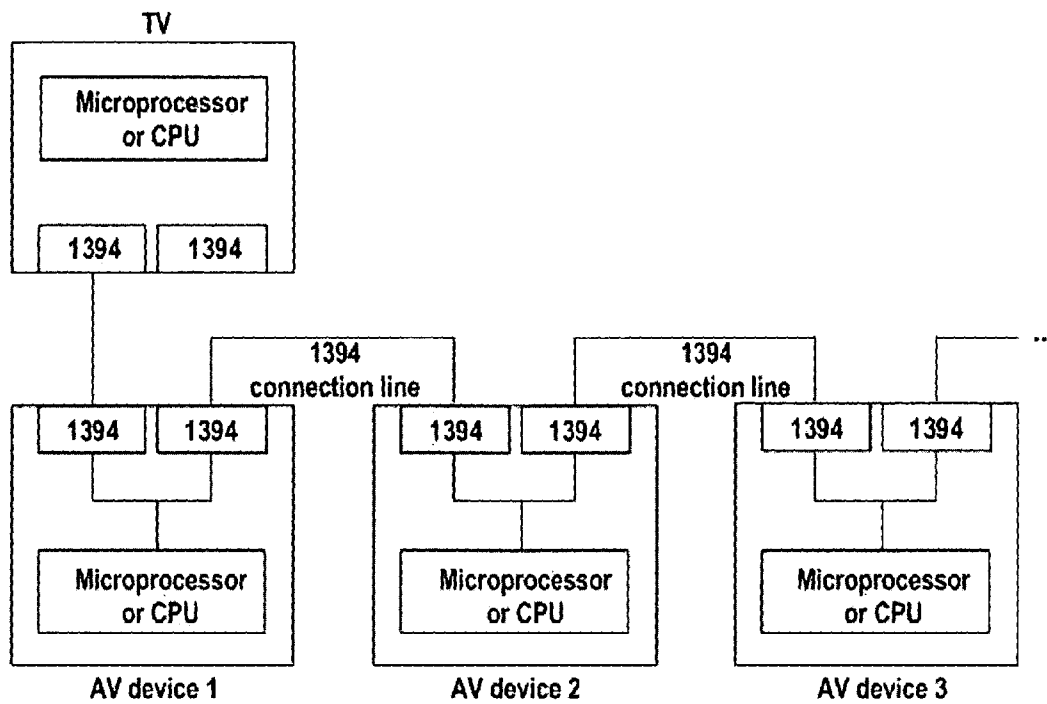 TV
Microprocessor
or CPU
1394 1394
1394
connection line
1394
connection line
..
1394 1394
1394 1394
1394 1394
Microprocessor
or CPU
Microprocessor
or CPU
Microprocessor
or CPU
AV device 1
AV device 2
AV device 3